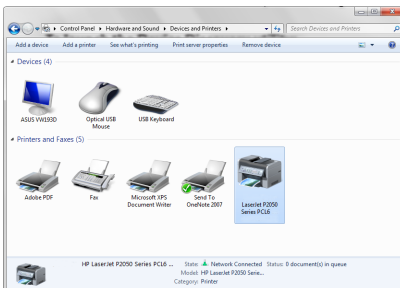 Control Panel ▸ Hardware and Sound ▸ Devices and Printers ▸
Search Devices and Printers
Add a device Add a printer See what's printing Print server properties Remove device
Devices (4)
ASUS VW193D
Optical USB
Mouse
USB Keyboard
Printers and Faxes (5)
Adobe PDF
Fax
Microsoft XPS
Document Writer
Send To
OneNote 2007
LaserJet P2050
Series PCL6
HP LaserJet P2050 Series PCL6 ... State: Network Connected Status: 0 document(s) in queue
Model: HP LaserJet P2050 Serie...
Category: Printer